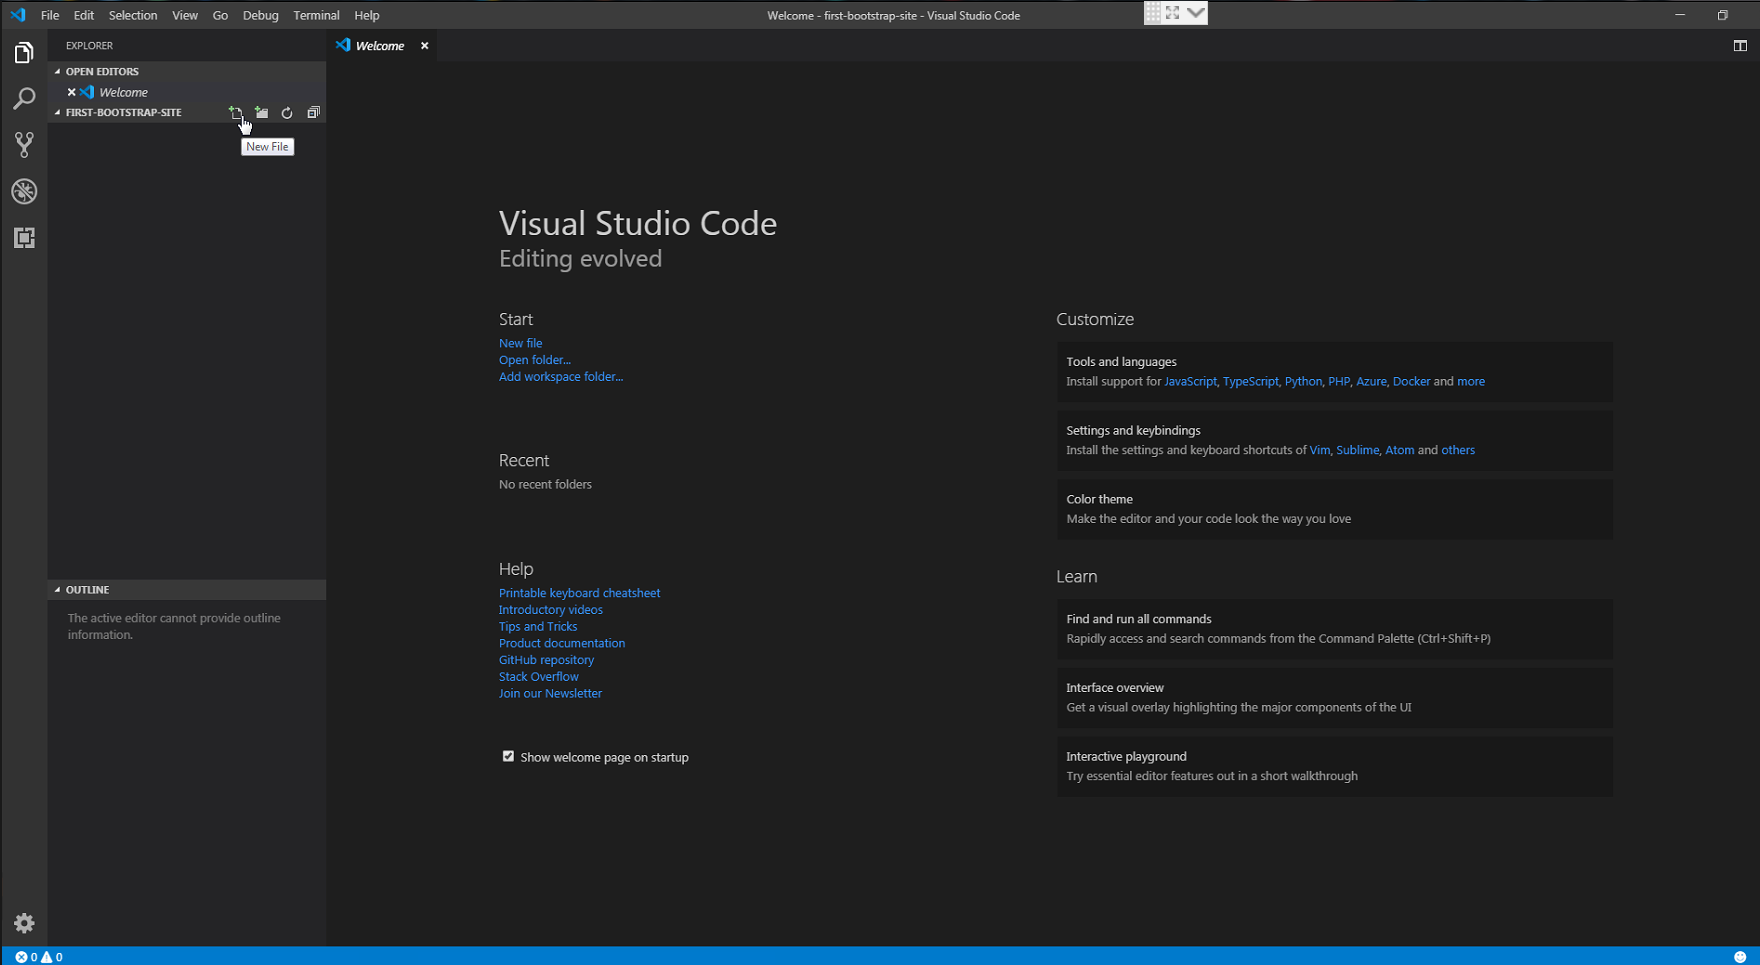 File Edit Selection View Go Debug Terminal Help
Welcome - first-bootstrap-site - Visual Studio Code
EXPLORER
Welcome
OPEN EDITORS
Welcome
FIRST-BOOTSTRAP-SITE
New File
Visual Studio Code
Editing evolved
Start
New file
Open folder...
Add workspace folder...
Recent
No recent folders
Help
Printable keyboard cheatsheet
Introductory videos
Tips and Tricks
Product documentation
GitHub repository
Stack Overflow
Join our Newsletter
Show welcome page on startup
Customize
Tools and languages
Install support for JavaScript, TypeScript, Python, PHP, Azure, Docker and more
Settings and keybindings
Install the settings and keyboard shortcuts of Vim, Sublime, Atom and others
Color theme
Make the editor and your code look the way you love
Learn
Find and run all commands
Rapidly access and search commands from the Command Palette (Ctrl+Shift+P)
Interface overview
Get a visual overlay highlighting the major components of the UI
Interactive playground
Try essential editor features out in a short walkthrough
OUTLINE
The active editor cannot provide outline
information.
0 0